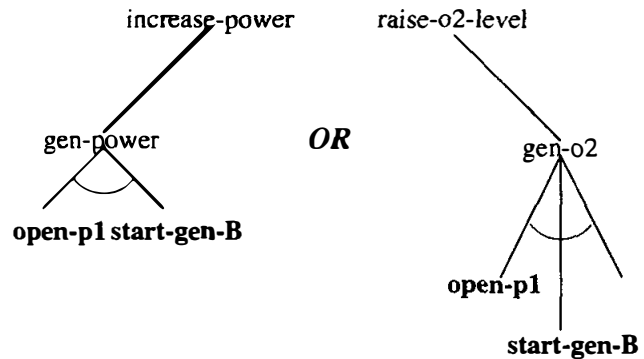 increase-power raise-o2-level
gen-power OR gen-o2
open-p1 start-gen-B
open-p1
start-gen-B